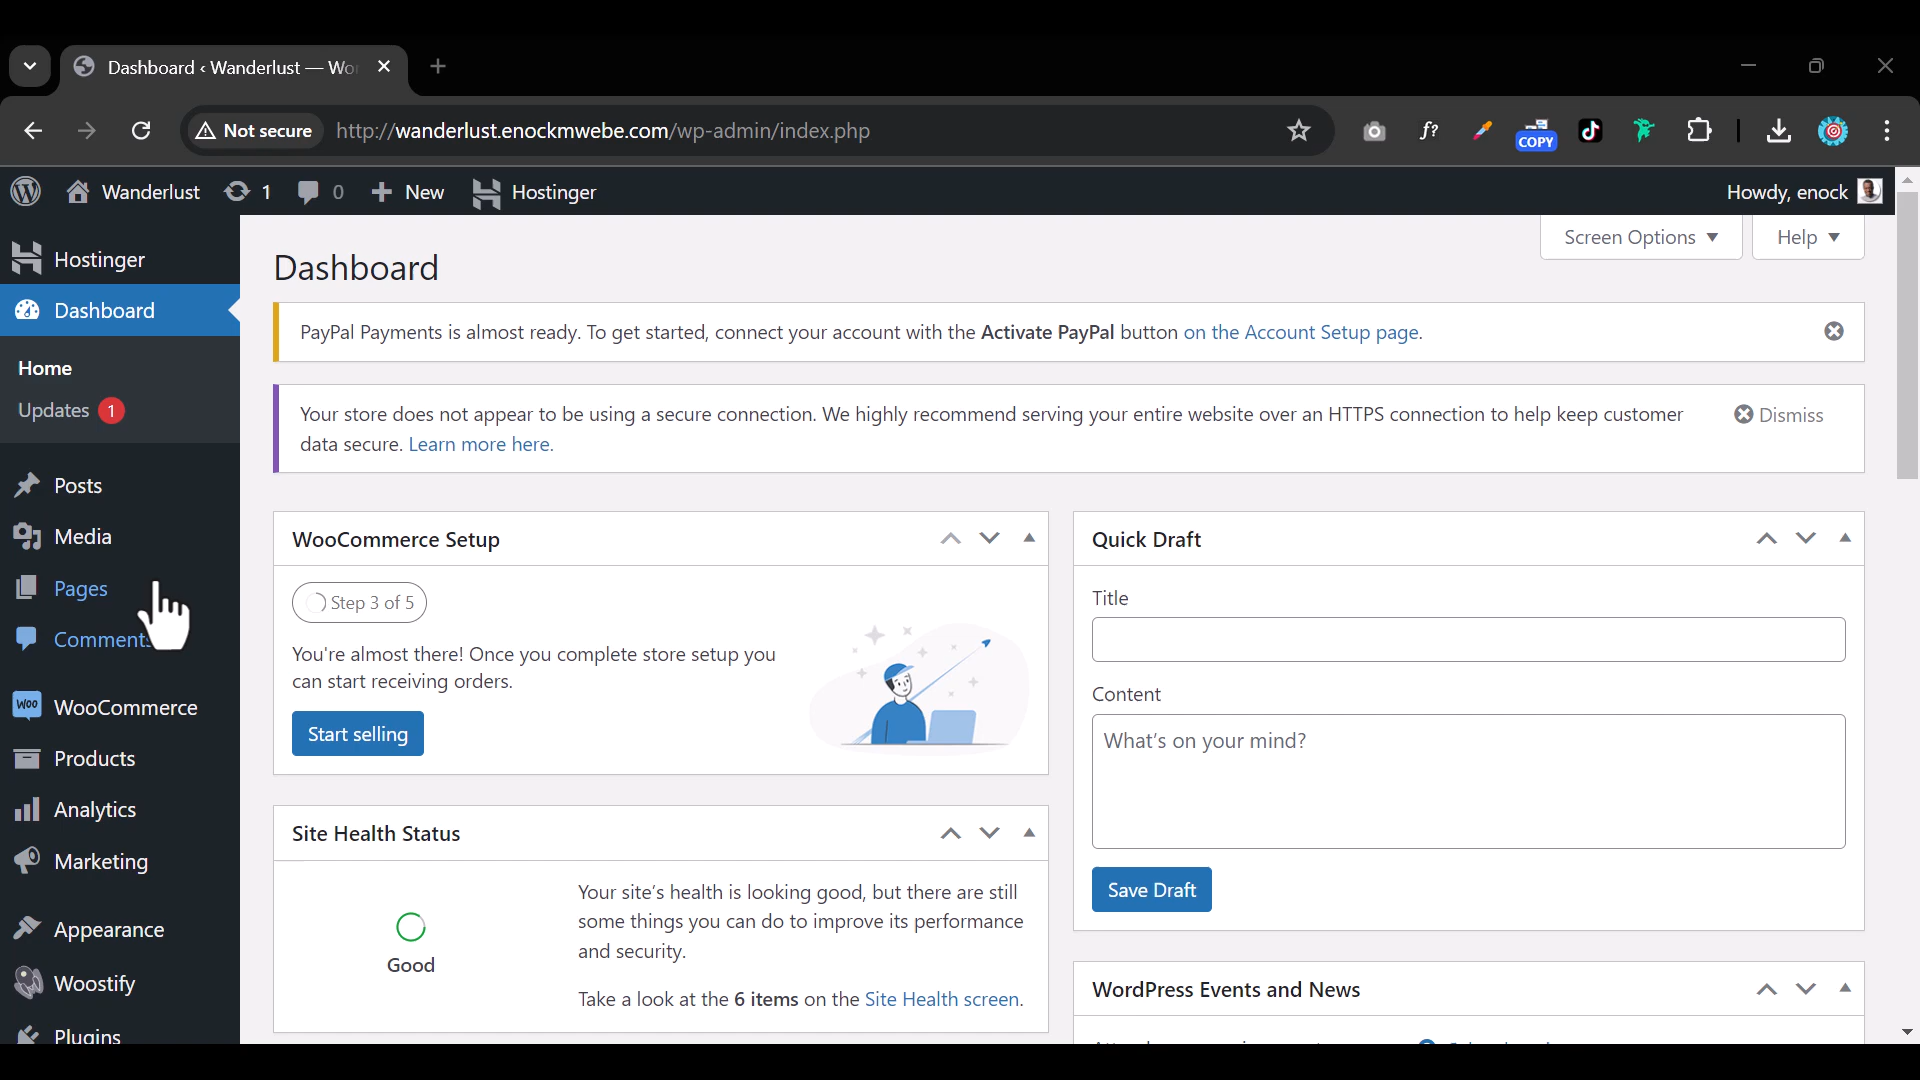 Dashboard ‹ Wanderlust — Wo
Not secure
http://wanderlust.enockmwebe.com/wp-admin/index.php
f?
COPY
Wanderlust
1
0
New
Hostinger
Howdy, enock
Hostinger
Dashboard
Home
Updates 1
Posts
Media
Pages
Comments
Woo
WooCommerce
Products
Analytics
Marketing
Appearance
Woostify
Plugins
Screen Options
Help
Dashboard
PayPal Payments is almost ready. To get started, connect your account with the Activate PayPal button on the Account Setup page.
Your store does not appear to be using a secure connection. We highly recommend serving your entire website over an HTTPS connection to help keep customer
data secure. Learn more here.
Dismiss
WooCommerce Setup
Step 3 of 5
You're almost there! Once you complete store setup you
can start receiving orders.
Start selling
Site Health Status
Good
Your site's health is looking good, but there are still
some things you can do to improve its performance
and security.
Take a look at the 6 items on the Site Health screen.
Quick Draft
Title
Content
What's on your mind?
Save Draft
WordPress Events and News